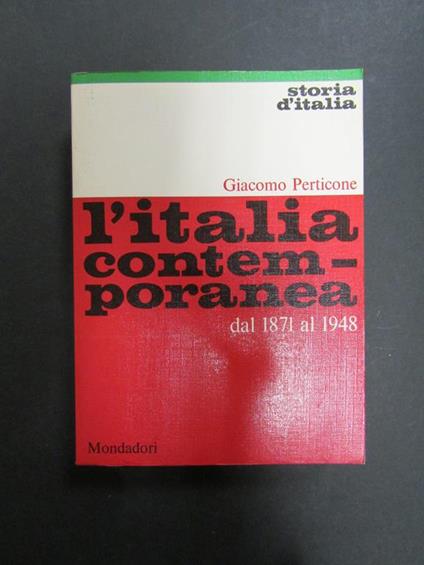 storia
d'italia
Giacomo Perticone
l'italia
contem-
poranea
dal 1871 al 1948
Mondadori